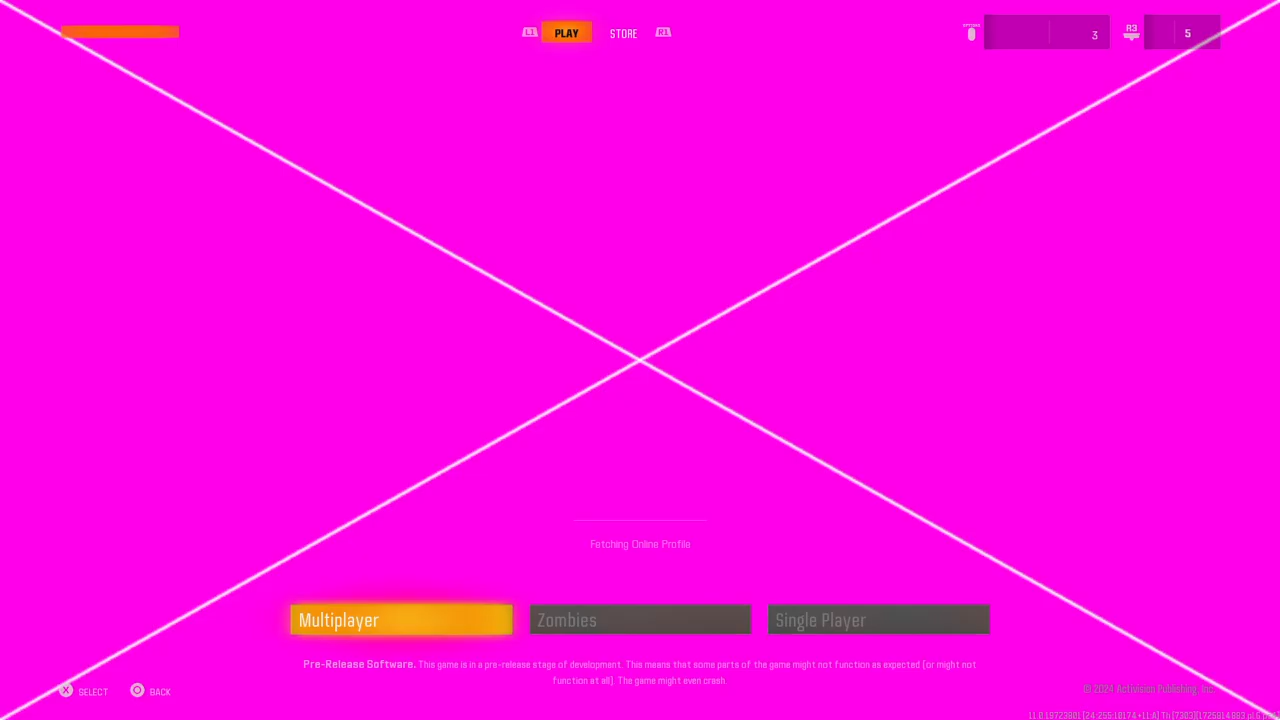 L1 PLAY STORE R1 OPTIONS 3 R3 5
Fetching Online Profile
Multiplayer Zombies Single Player
Pre-Release Software. This game is in a pre-release stage of development. This means that some parts of the game might not function as expected (or might not
function at all). The game might even crash.
X SELECT O BACK
© 2024 Activision Publishing, Inc.